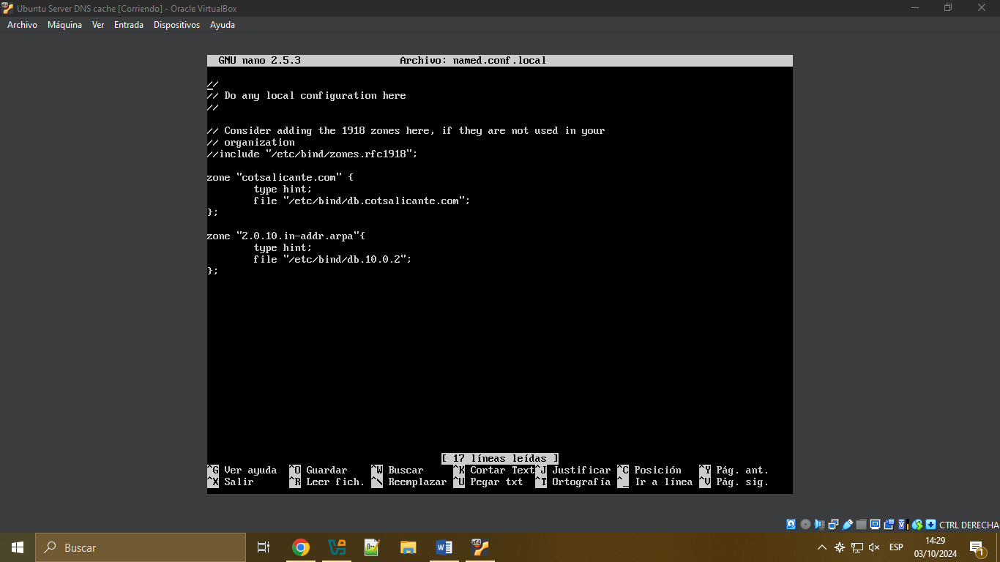 Ubuntu Server DNS cache [Corriendo] - Oracle VirtualBox
Archivo Máquina Ver Entrada Dispositivos Ayuda
GNU nano 2.5.3 Archivo: named.conf.local
//
// Do any local configuration here
//
// Consider adding the 1918 zones here, if they are not used in your
// organization
//include "/etc/bind/zones.rfc1918";
zone "cotsalicante.com" {
type hint;
file "/etc/bind/db.cotsalicante.com";
};
zone "2.0.10.in-addr.arpa"{
type hint;
file "/etc/bind/db.10.0.2";
};
[ 17 líneas leídas ]
^G Ver ayuda ^O Guardar ^W Buscar ^K Cortar Text ^J Justificar ^C Posición ^Y Pág. ant.
^X Salir ^R Leer fich. ^\ Reemplazar ^U Pegar txt ^T Ortografía ^_ Ir a línea ^V Pág. sig.
CTRL DERECHA
Buscar
ESP
14:29
03/10/2024
1